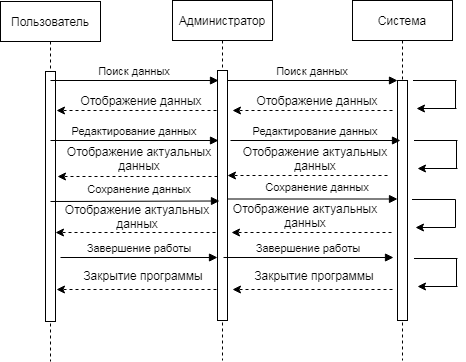 Пользователь
Администратор
Система
Поиск данных
Поиск данных
Отображение данных
Отображение данных
Редактирование данных
Редактирование данных
Отображение актуальных
данных
Отображение актуальных
данных
Сохранение данных
Сохранение данных
Отображение актуальных
данных
Отображение актуальных
данных
Завершение работы
Завершение работы
Закрытие программы
Закрытие программы